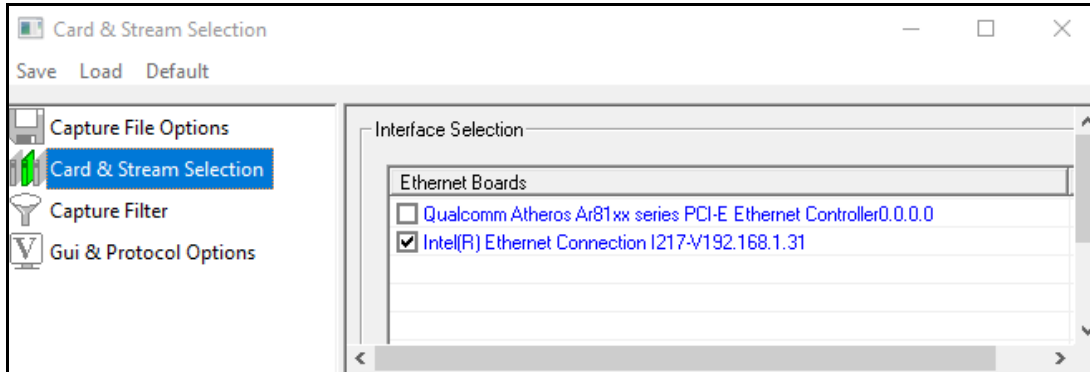 Card & Stream Selection
Save Load Default
Capture File Options
Card & Stream Selection
Capture Filter
Gui & Protocol Options
Interface Selection
Ethernet Boards
Qualcomm Atheros Ar81xx series PCI-E Ethernet Controller0.0.0.0
Intel(R) Ethernet Connection I217-V192.168.1.31